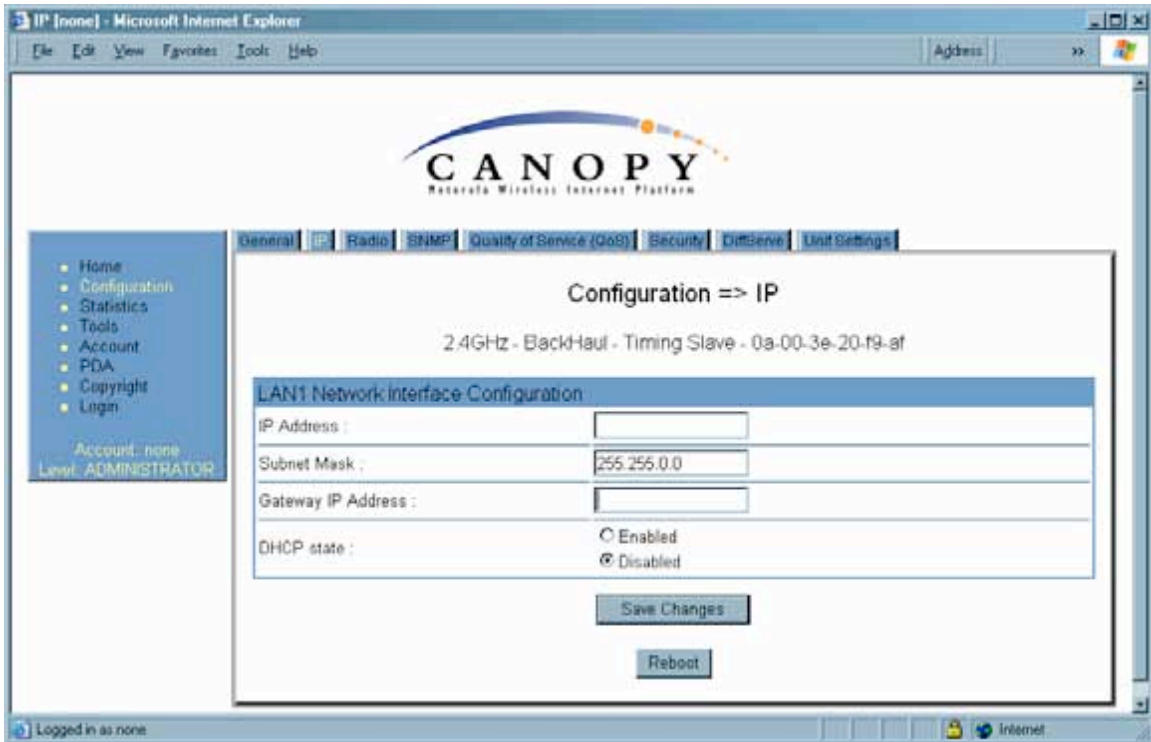 IP [none] - Microsoft Internet Explorer
File Edit View Favorites Tools Help Address »
CANOPY
Motorola Wireless Internet Platform
General IP Radio SNMP Quality of Service (QoS) Security DiffServe Unit Settings
Home
Configuration
Statistics
Tools
Account
PDA
Copyright
Login
Account: none
Level: ADMINISTRATOR
Configuration => IP
2.4GHz - BackHaul - Timing Slave - 0a-00-3e-20-f9-af
LAN1 Network Interface Configuration
IP Address :
Subnet Mask : 255.255.0.0
Gateway IP Address :
DHCP state : Enabled
Disabled
Save Changes
Reboot
Logged in as none Internet